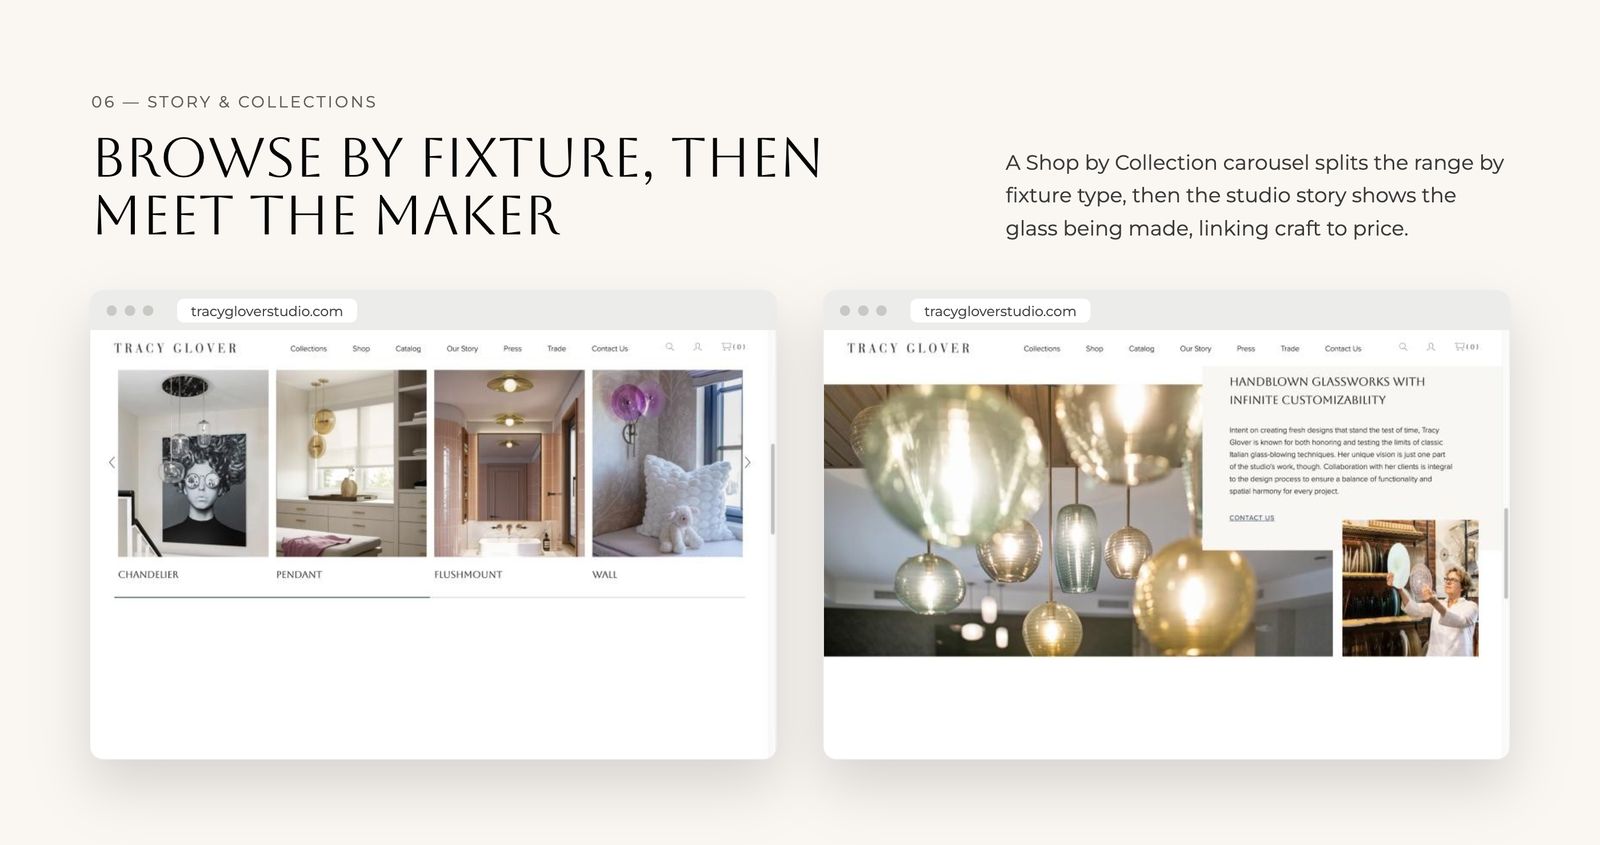 06 — STORY & COLLECTIONS
BROWSE BY FIXTURE, THEN
MEET THE MAKER
A Shop by Collection carousel splits the range by
fixture type, then the studio story shows the
glass being made, linking craft to price.
tracygloverstudio.com
TRACY GLOVER
Collections Shop Catalog Our Story Press Trade Contact Us (0)
CHANDELIER PENDANT FLUSHMOUNT WALL
tracygloverstudio.com
TRACY GLOVER
Collections Shop Catalog Our Story Press Trade Contact Us (0)
HANDBLOWN GLASSWORKS WITH
INFINITE CUSTOMIZABILITY
Intent on creating fresh designs that stand the test of time, Tracy
Glover is known for both honoring and testing the limits of classic
Italian glass-blowing techniques. Her unique vision is just one part
of the studio's work, though. Collaboration with her clients is integral
to the design process to ensure a balance of functionality and
spatial harmony for every project.
CONTACT US